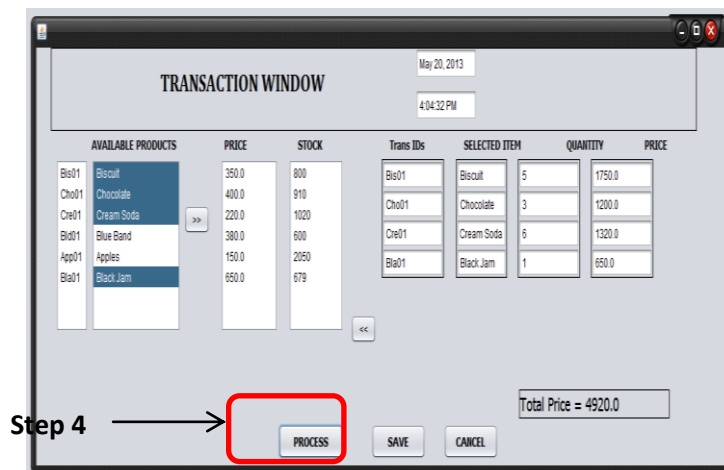 TRANSACTION WINDOW
May 20, 2013
4:04:32 PM
AVAILABLE PRODUCTS PRICE STOCK Trans IDs SELECTED ITEM QUANTITY PRICE
Bis01 Biscuit 350.0 800 Bis01 Biscuit 5 1750.0
Cho01 Chocolate 400.0 910 Cho01 Chocolate 3 1200.0
Cre01 Cream Soda >> 220.0 1020 Cre01 Cream Soda 6 1320.0
Bld01 Blue Band 380.0 600 Bla01 Black Jam 1 650.0
App01 Apples 150.0 2050
Bla01 Black Jam 650.0 679
<<
Total Price = 4920.0
Step 4
PROCESS SAVE CANCEL